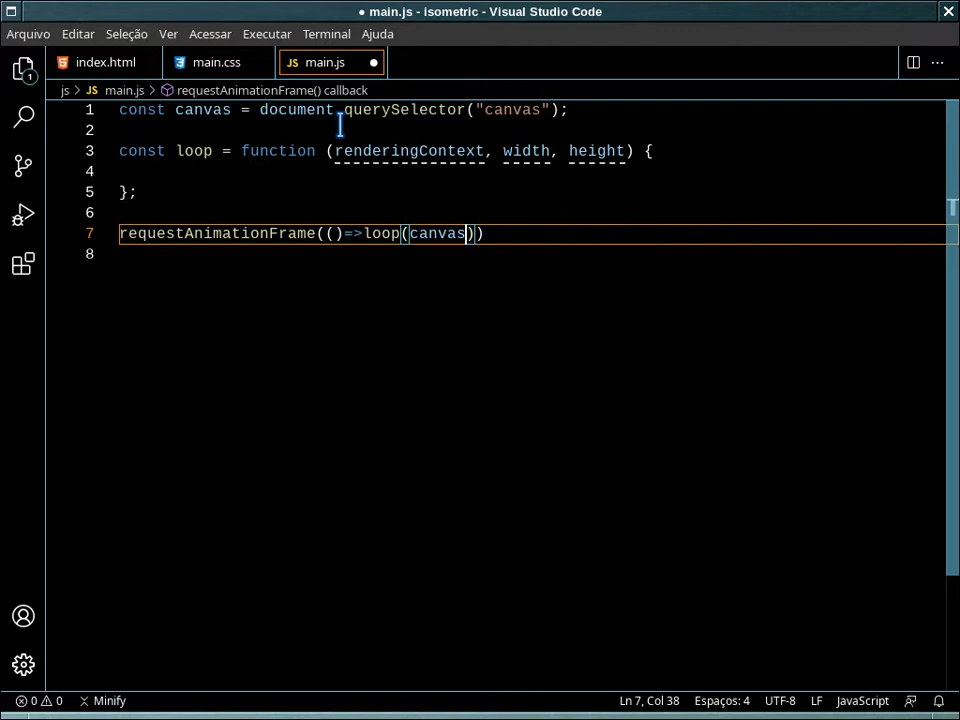 ● main.js - isometric - Visual Studio Code
Arquivo Editar Seleção Ver Acessar Executar Terminal Ajuda
index.html main.css JS main.js
js > JS main.js > requestAnimationFrame() callback
1 const canvas = document.querySelector("canvas");
2
3 const loop = function (renderingContext, width, height) {
4
5 };
6
7 requestAnimationFrame(()=>loop(canvas))
8
1
0 0 Minify Ln 7, Col 38 Espaços: 4 UTF-8 LF JavaScript